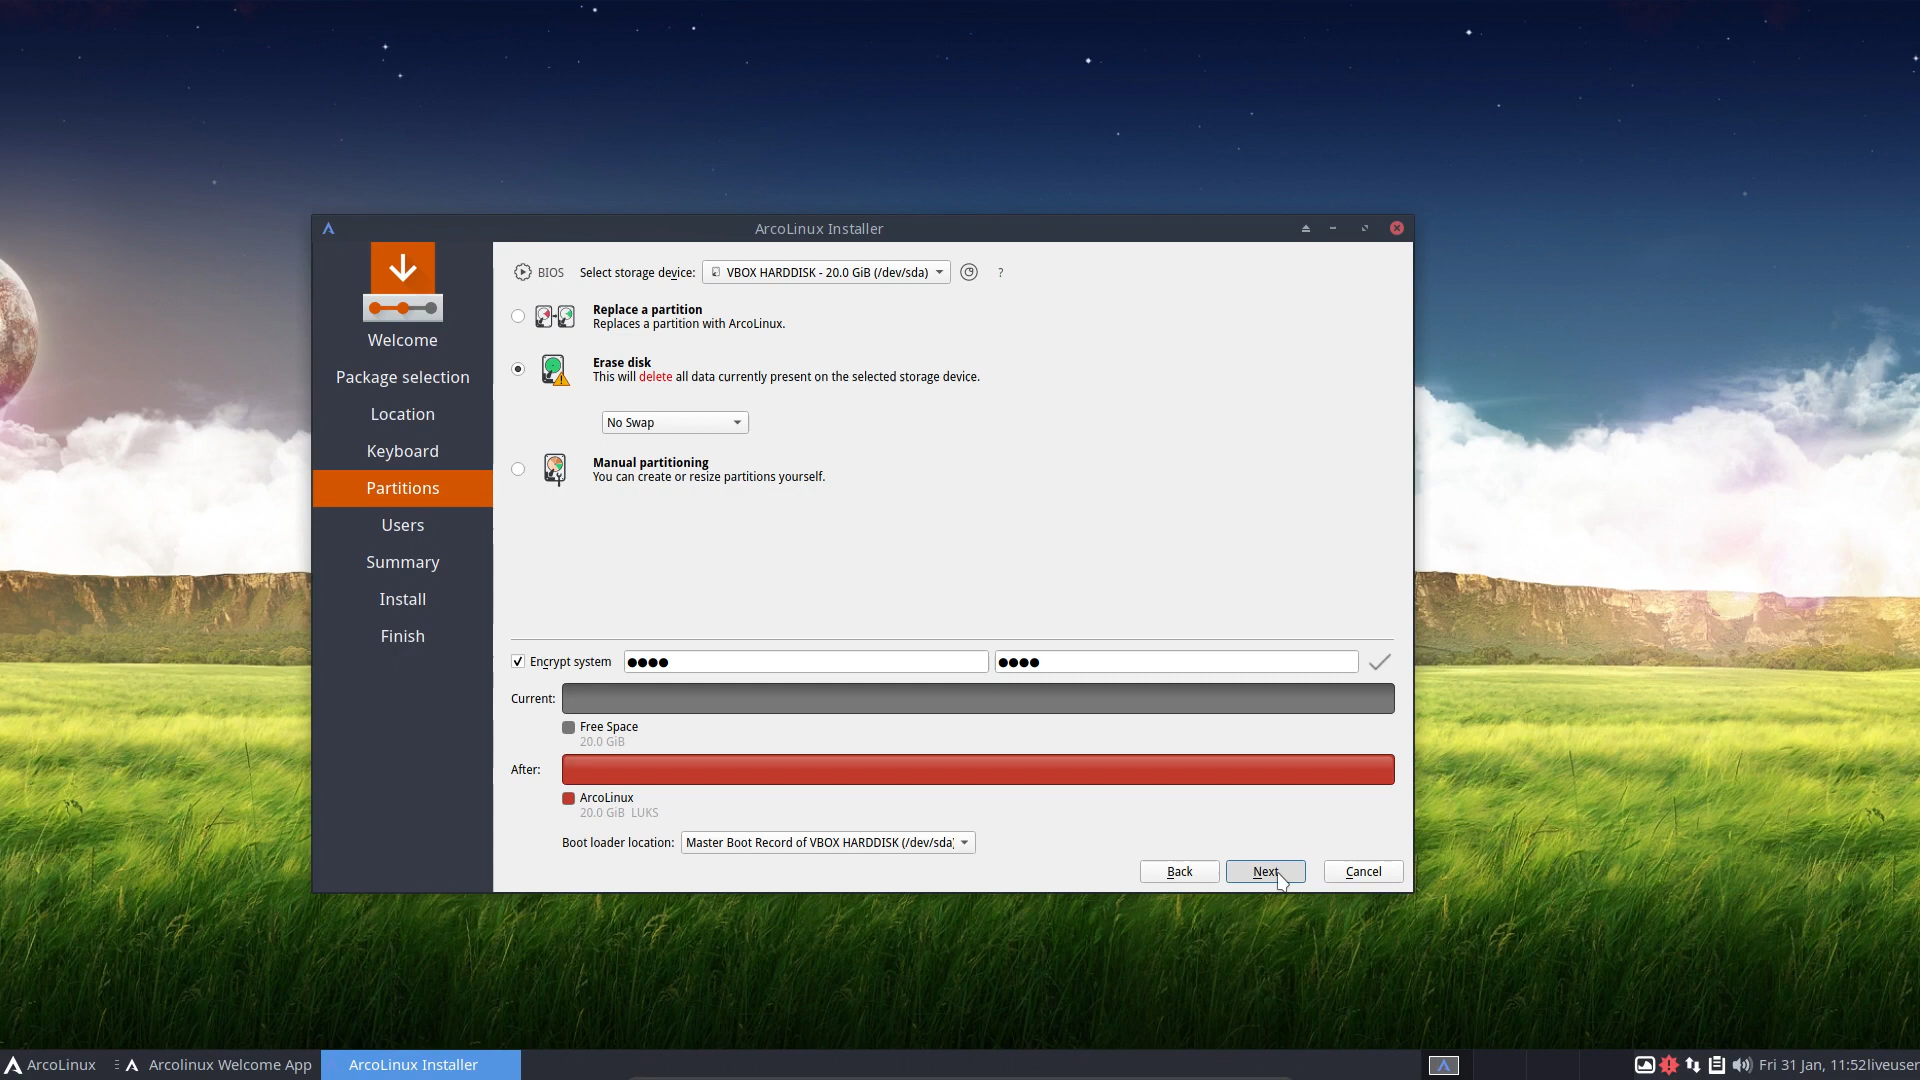 ArcoLinux Installer
BIOS Select storage device: VBOX HARDDISK - 20.0 GiB (/dev/sda) ?
Replace a partition
Replaces a partition with ArcoLinux.
Erase disk
This will delete all data currently present on the selected storage device.
No Swap
Manual partitioning
You can create or resize partitions yourself.
Welcome
Package selection
Location
Keyboard
Partitions
Users
Summary
Install
Finish
Encrypt system ●●●● ●●●●
Current:
Free Space
20.0 GiB
After:
ArcoLinux
20.0 GiB LUKS
Boot loader location: Master Boot Record of VBOX HARDDISK (/dev/sda)
Back Next Cancel
ArcoLinux Arcolinux Welcome App ArcoLinux Installer Fri 31 Jan, 11:52liveuser